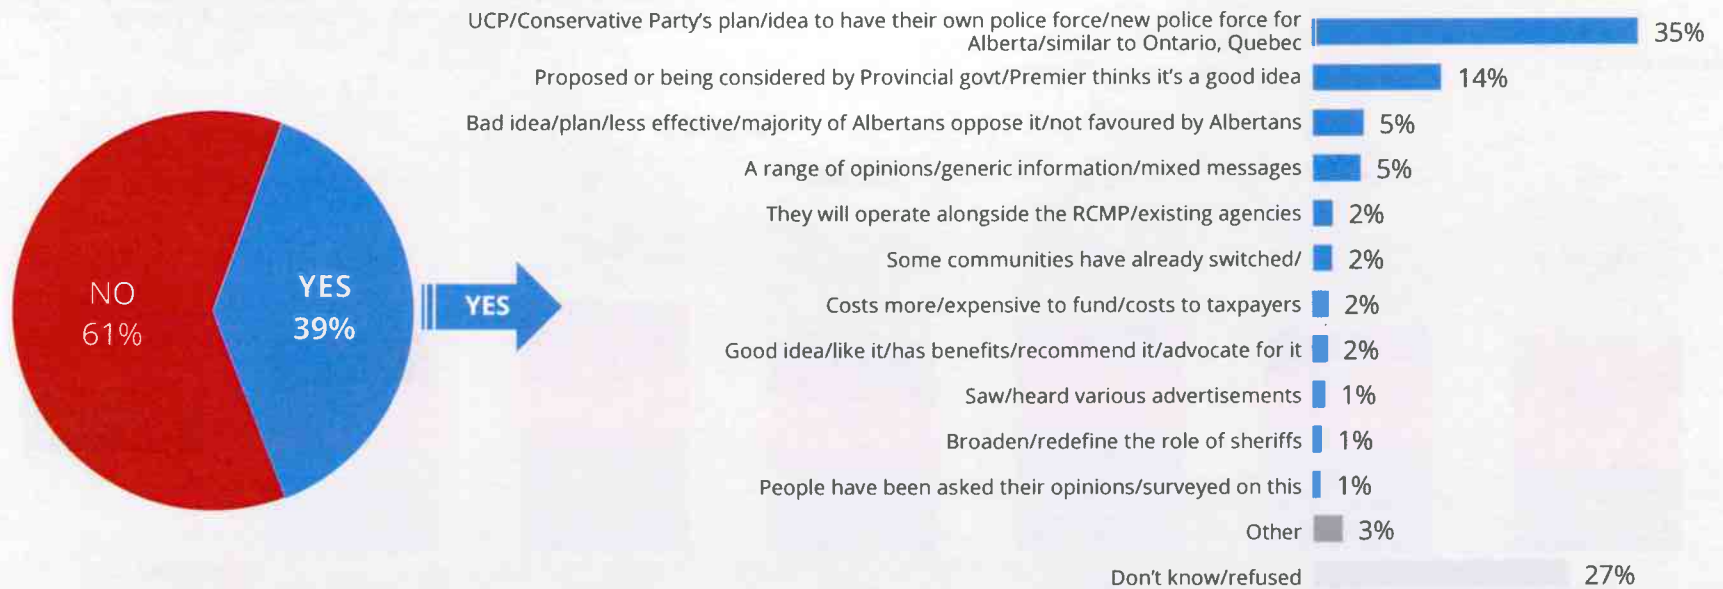 UCP/Conservative Party's plan/idea to have their own police force/new police force for
Alberta/similar to Ontario, Quebec
35%
Proposed or being considered by Provincial govt/Premier thinks it's a good idea
14%
Bad idea/plan/less effective/majority of Albertans oppose it/not favoured by Albertans
5%
A range of opinions/generic information/mixed messages
5%
They will operate alongside the RCMP/existing agencies
2%
Some communities have already switched/
2%
Costs more/expensive to fund/costs to taxpayers
2%
Good idea/like it/has benefits/recommend it/advocate for it
2%
Saw/heard various advertisements
1%
Broaden/redefine the role of sheriffs
1%
People have been asked their opinions/surveyed on this
1%
Other
3%
Don't know/refused
27%
NO
61%
YES
39%
YES